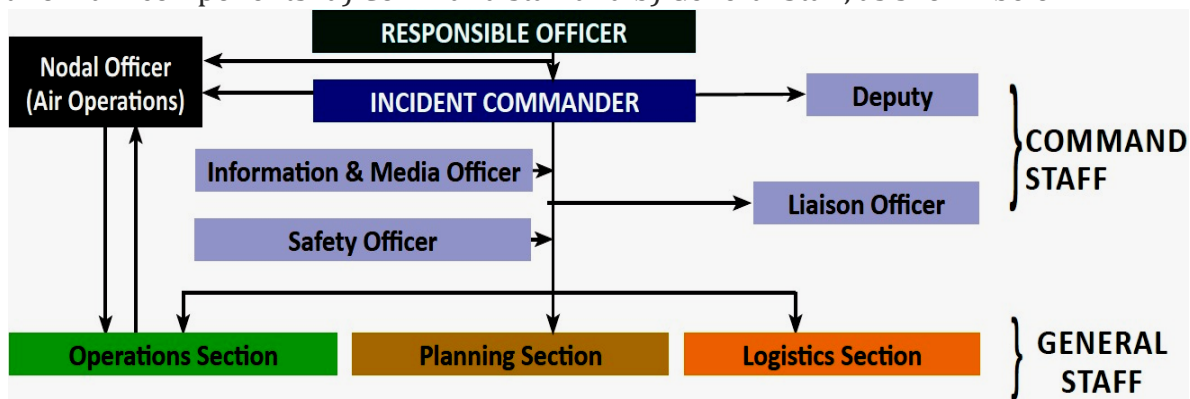 RESPONSIBLE OFFICER
Nodal Officer
(Air Operations)
INCIDENT COMMANDER
Deputy
COMMAND
STAFF
Information & Media Officer
Liaison Officer
Safety Officer
Operations Section
Planning Section
Logistics Section
GENERAL
STAFF